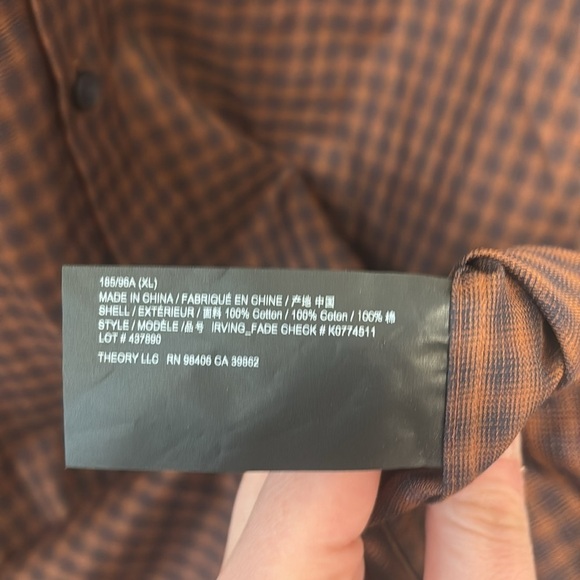 185/96A (XL)
MADE IN CHINA / FABRIQUÉ EN CHINE / 产地 中国
SHELL / EXTÉRIEUR / 面料 100% Cotton / 100% Coton / 100% 棉
STYLE / MODÈLE /品号 IRVING_FADE CHECK # K0774511
LOT # 437890
THEORY LLC RN 98406 CA 39862